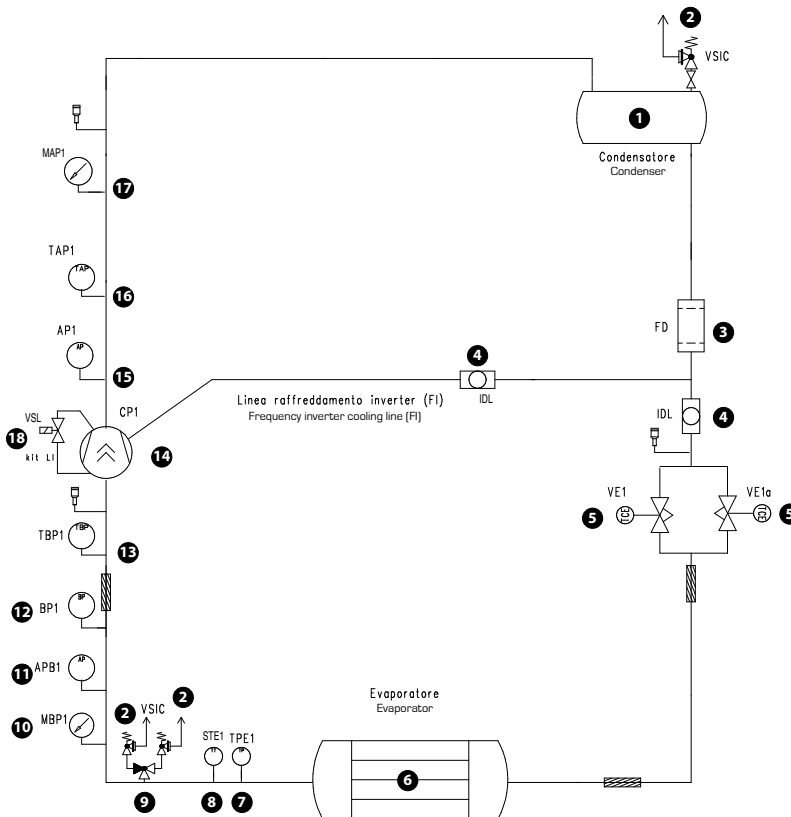 2
VSIC
1
Condensatore
Condenser
MAP1
17
TAP1
TAP
16
FD
3
AP1
AP
15
4
IDL
Linea raffreddamento inverter (FI)
Frequency inverter cooling line (FI)
CP1
VSL
18
kit LI
14
IDL
4
VE1
VE1a
5
TCE
TCE
5
TBP1
TBP
13
12
BP1
BP
11
APB1
AP
10
MBP1
2
VSIC
2
STE1
TT
TPE1
TP
Evaporatore
Evaporator
6
9
8
7